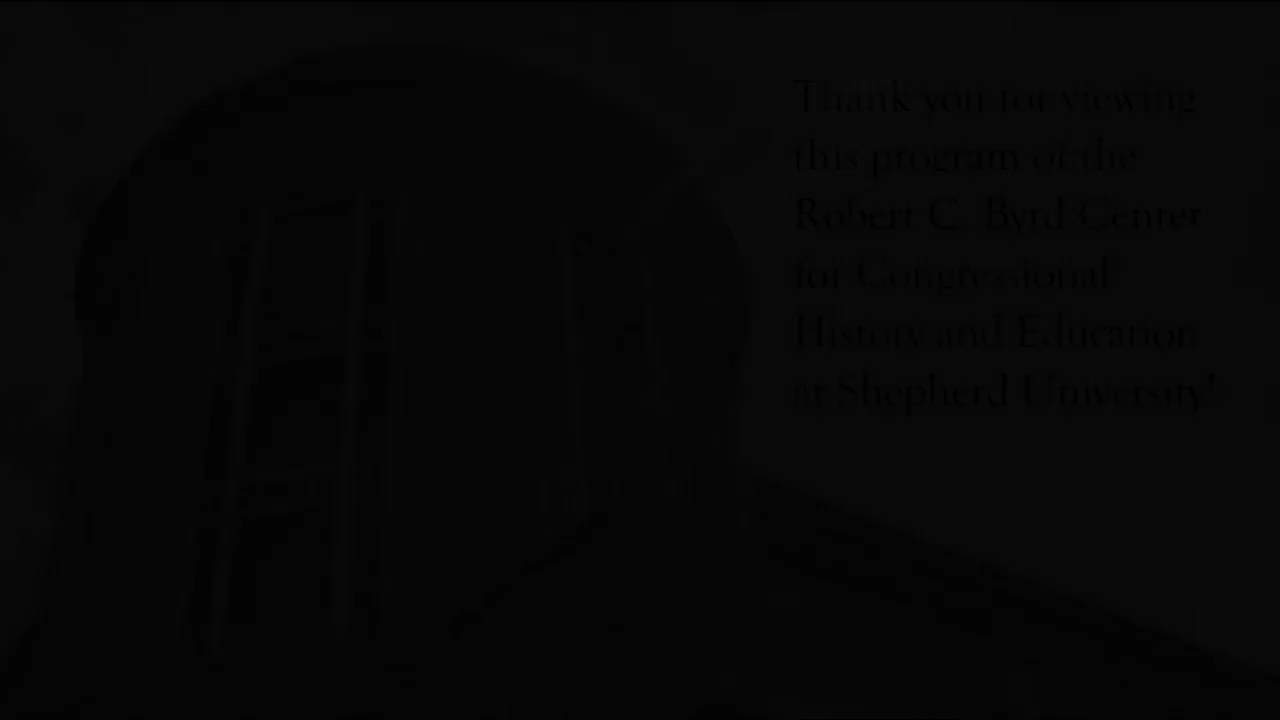 Thank you for viewing
this program of the
Robert C. Byrd Center
for Congressional
History and Education
at Shepherd University!